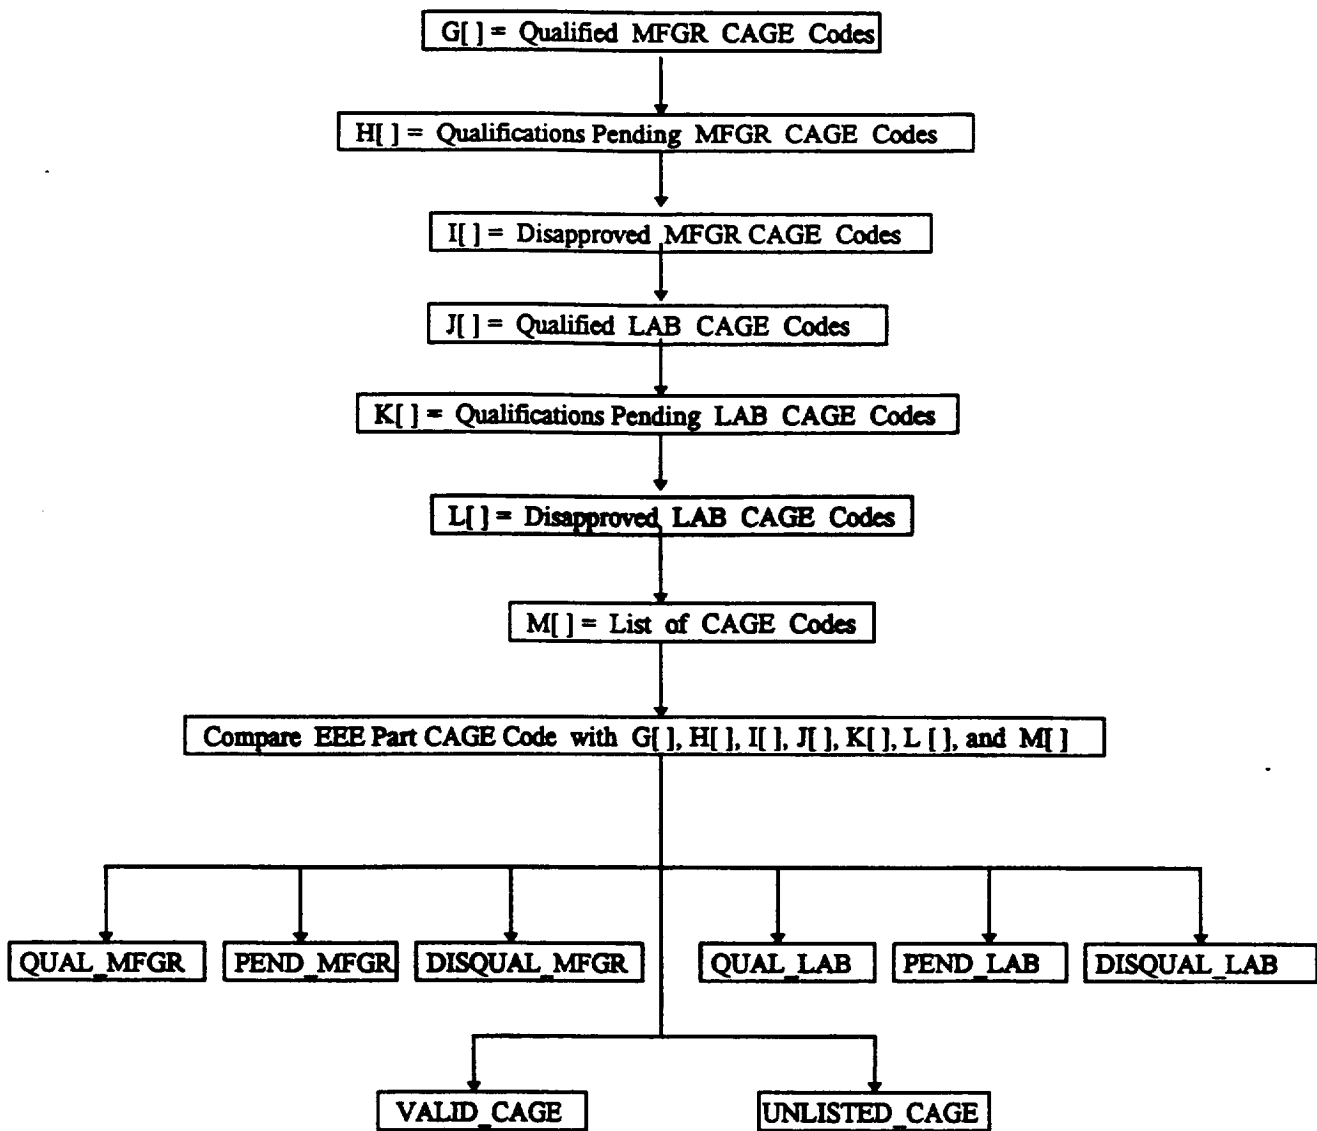 G[ ] = Qualified MFGR CAGE Codes
H[ ] = Qualifications Pending MFGR CAGE Codes
I[ ] = Disapproved MFGR CAGE Codes
J[ ] = Qualified LAB CAGE Codes
K[ ] = Qualifications Pending LAB CAGE Codes
L[ ] = Disapproved LAB CAGE Codes
M[ ] = List of CAGE Codes
Compare EEE Part CAGE Code with G[ ], H[ ], I[ ], J[ ], K[ ], L [ ], and M[ ]
QUAL_MFGR PEND_MFGR DISQUAL_MFGR QUAL_LAB PEND_LAB DISQUAL_LAB
VALID_CAGE UNLISTED_CAGE